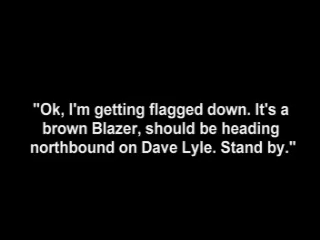 "Ok, I'm getting flagged down. It's a
brown Blazer, should be heading
northbound on Dave Lyle. Stand by."